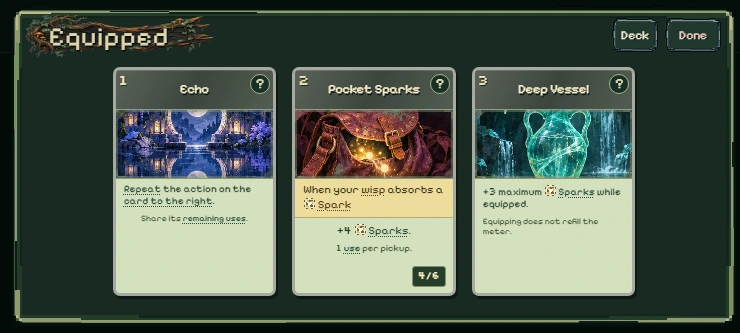 Equipped
Deck
Done
1
Echo
?
Repeat the action on the
card to the right.
Share its remaining uses.
2
Pocket Sparks
?
When your wisp absorbs a
Spark
+4 Sparks.
1 use per pickup.
4/6
3
Deep Vessel
?
+3 maximum Sparks while
equipped.
Equipping does not refill the
meter.